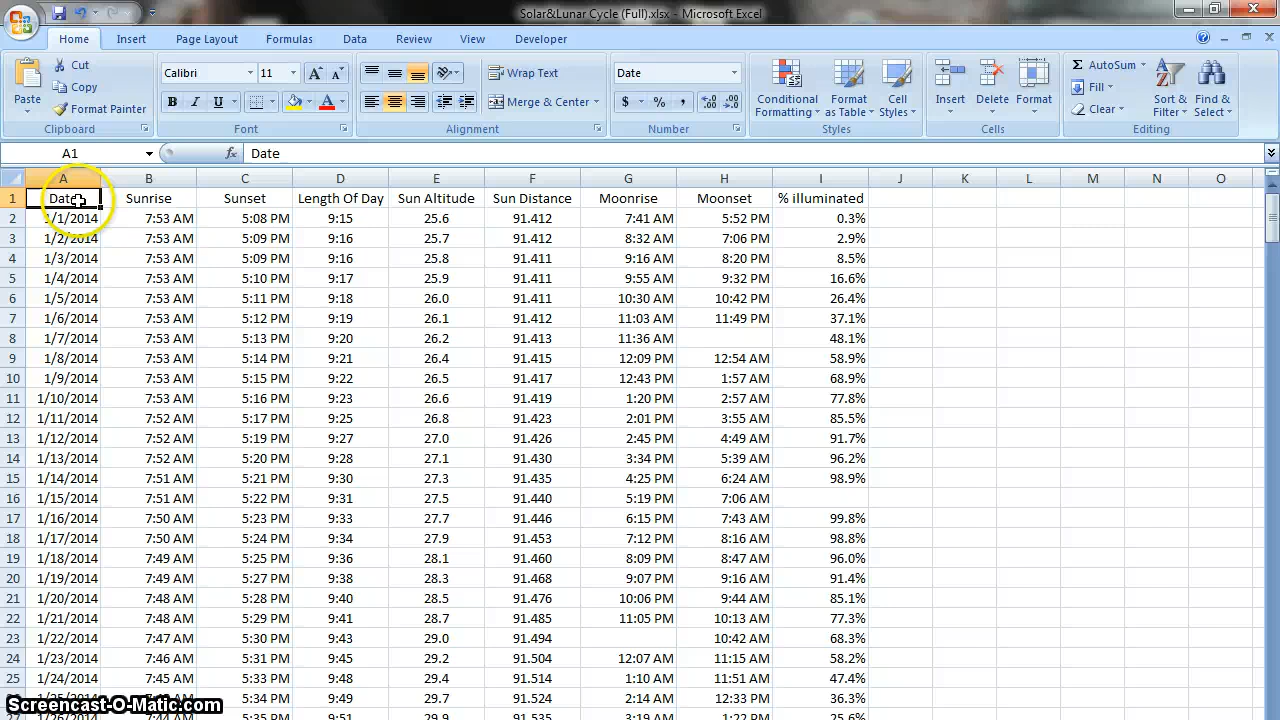 Solar&Lunar Cycle (Full).xlsx - Microsoft Excel
Home Insert Page Layout Formulas Data Review View Developer
Paste Cut Copy Format Painter Clipboard
Calibri 11 B I U A Font
Wrap Text Merge & Center Alignment
Date $ % , Number
Conditional Formatting Format as Table Cell Styles Styles
Insert Delete Format Cells
Σ AutoSum Fill Clear Sort & Filter Find & Select Editing
A1 fx Date
A B C D E F G H I J K L M N O
1 Date Sunrise Sunset Length Of Day Sun Altitude Sun Distance Moonrise Moonset % illuminated
2 1/1/2014 7:53 AM 5:08 PM 9:15 25.6 91.412 7:41 AM 5:52 PM 0.3%
3 1/2/2014 7:53 AM 5:09 PM 9:16 25.7 91.412 8:32 AM 7:06 PM 2.9%
4 1/3/2014 7:53 AM 5:09 PM 9:16 25.8 91.411 9:16 AM 8:20 PM 8.5%
5 1/4/2014 7:53 AM 5:10 PM 9:17 25.9 91.411 9:55 AM 9:32 PM 16.6%
6 1/5/2014 7:53 AM 5:11 PM 9:18 26.0 91.411 10:30 AM 10:42 PM 26.4%
7 1/6/2014 7:53 AM 5:12 PM 9:19 26.1 91.412 11:03 AM 11:49 PM 37.1%
8 1/7/2014 7:53 AM 5:13 PM 9:20 26.2 91.413 11:36 AM 48.1%
9 1/8/2014 7:53 AM 5:14 PM 9:21 26.4 91.415 12:09 PM 12:54 AM 58.9%
10 1/9/2014 7:53 AM 5:15 PM 9:22 26.5 91.417 12:43 PM 1:57 AM 68.9%
11 1/10/2014 7:53 AM 5:16 PM 9:23 26.6 91.419 1:20 PM 2:57 AM 77.8%
12 1/11/2014 7:52 AM 5:17 PM 9:25 26.8 91.423 2:01 PM 3:55 AM 85.5%
13 1/12/2014 7:52 AM 5:19 PM 9:27 27.0 91.426 2:45 PM 4:49 AM 91.7%
14 1/13/2014 7:52 AM 5:20 PM 9:28 27.1 91.430 3:34 PM 5:39 AM 96.2%
15 1/14/2014 7:51 AM 5:21 PM 9:30 27.3 91.435 4:25 PM 6:24 AM 98.9%
16 1/15/2014 7:51 AM 5:22 PM 9:31 27.5 91.440 5:19 PM 7:06 AM
17 1/16/2014 7:50 AM 5:23 PM 9:33 27.7 91.446 6:15 PM 7:43 AM 99.8%
18 1/17/2014 7:50 AM 5:24 PM 9:34 27.9 91.453 7:12 PM 8:16 AM 98.8%
19 1/18/2014 7:49 AM 5:25 PM 9:36 28.1 91.460 8:09 PM 8:47 AM 96.0%
20 1/19/2014 7:49 AM 5:27 PM 9:38 28.3 91.468 9:07 PM 9:16 AM 91.4%
21 1/20/2014 7:48 AM 5:28 PM 9:40 28.5 91.476 10:06 PM 9:44 AM 85.1%
22 1/21/2014 7:48 AM 5:29 PM 9:41 28.7 91.485 11:05 PM 10:13 AM 77.3%
23 1/22/2014 7:47 AM 5:30 PM 9:43 29.0 91.494 10:42 AM 68.3%
24 1/23/2014 7:46 AM 5:31 PM 9:45 29.2 91.504 12:07 AM 11:15 AM 58.2%
25 1/24/2014 7:45 AM 5:33 PM 9:48 29.4 91.514 1:10 AM 11:51 AM 47.4%
5:34 PM 9:49 29.7 91.524 2:14 AM 12:33 PM 36.3%
7:44 AM 5:35 PM 9:51 29.9 91.535 3:19 AM 1:22 PM 25.6%
Screencast-O-Matic.com